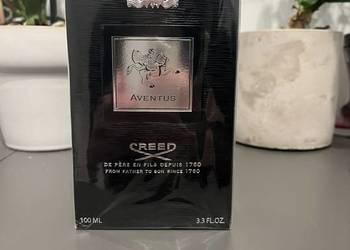 AVENTUS
CREED
DE PÈRE EN FILS DEPUIS 1760
FROM FATHER TO SON SINCE 1760
100 ML 3.3 FL.OZ.